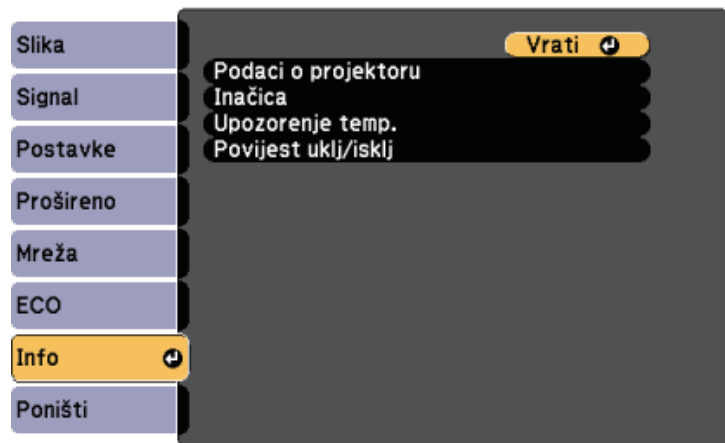 Slika
Signal
Postavke
Prošireno
Mreža
ECO
Info
Poništi
Vrati
Podaci o projektoru
Inačica
Upozorenje temp.
Povijest uklj/isklj